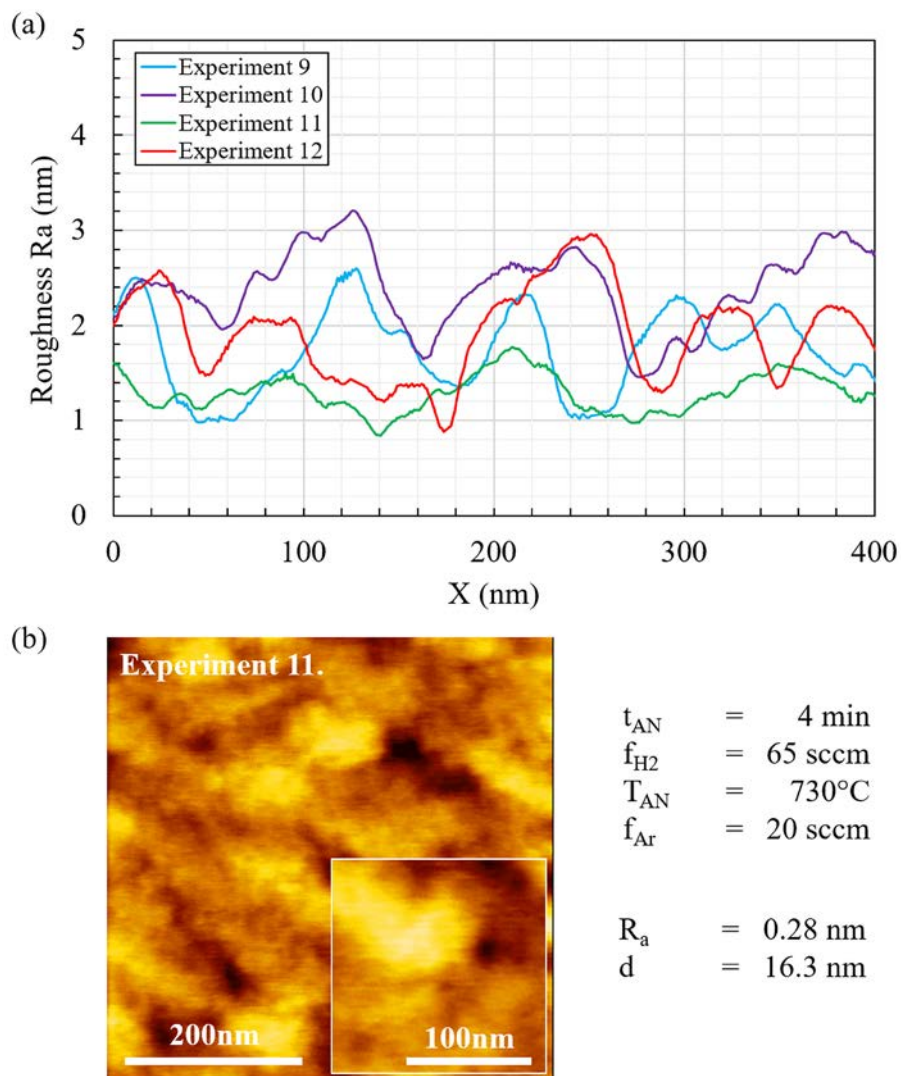 (a)
5
4
3
2
1
0
Roughness Ra (nm)
Experiment 9
Experiment 10
Experiment 11
Experiment 12
0 100 200 300 400
X (nm)
(b)
Experiment 11.
200nm
100nm
t_AN = 4 min
f_H2 = 65 sccm
T_AN = 730°C
f_Ar = 20 sccm
R_a = 0.28 nm
d = 16.3 nm